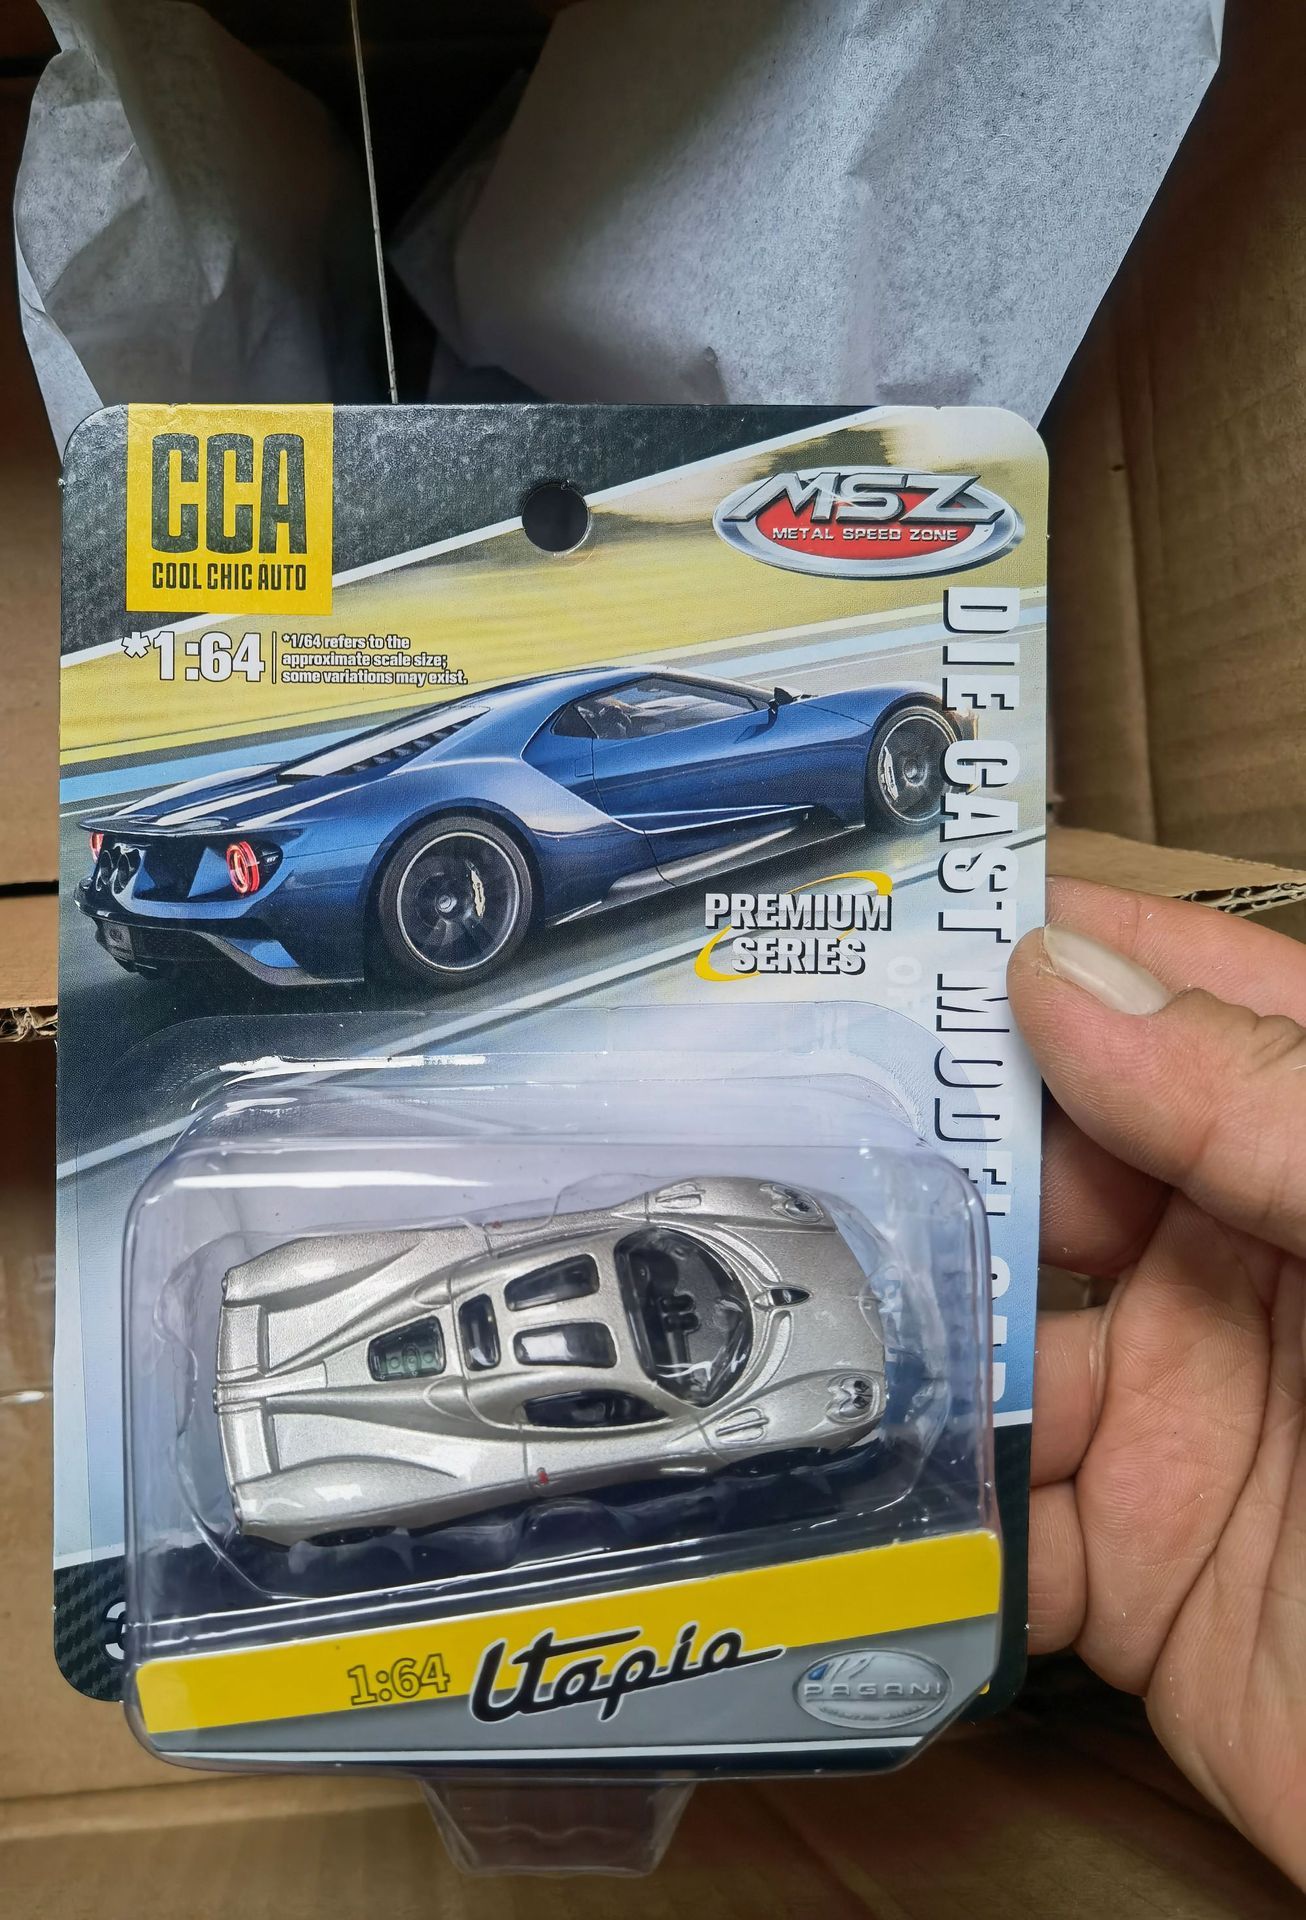 CCA
COOL CHIC AUTO
MSZ
METAL SPEED ZONE
*1:64
*1/64 refers to the
approximate scale size;
some variations may exist.
DIE CAST MODEL CAR
PREMIUM
SERIES
3
1:64
Utopia
PAGANI